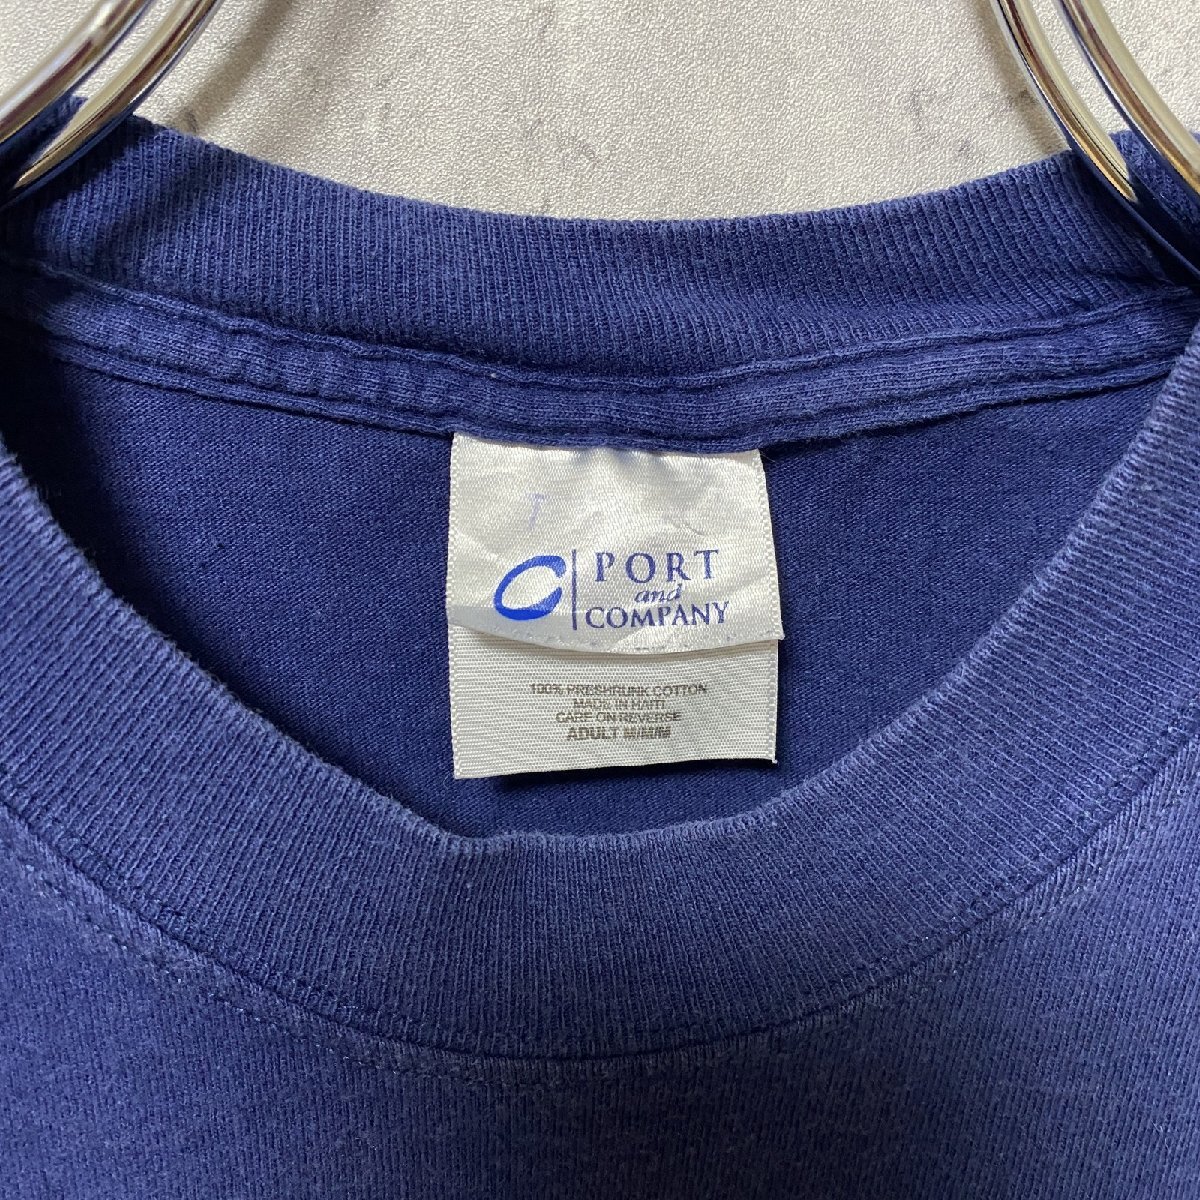 PORT
and
COMPANY
100% PRESHRUNK COTTON
MADE IN HAITI
CARE ON REVERSE
ADULT M/M/M